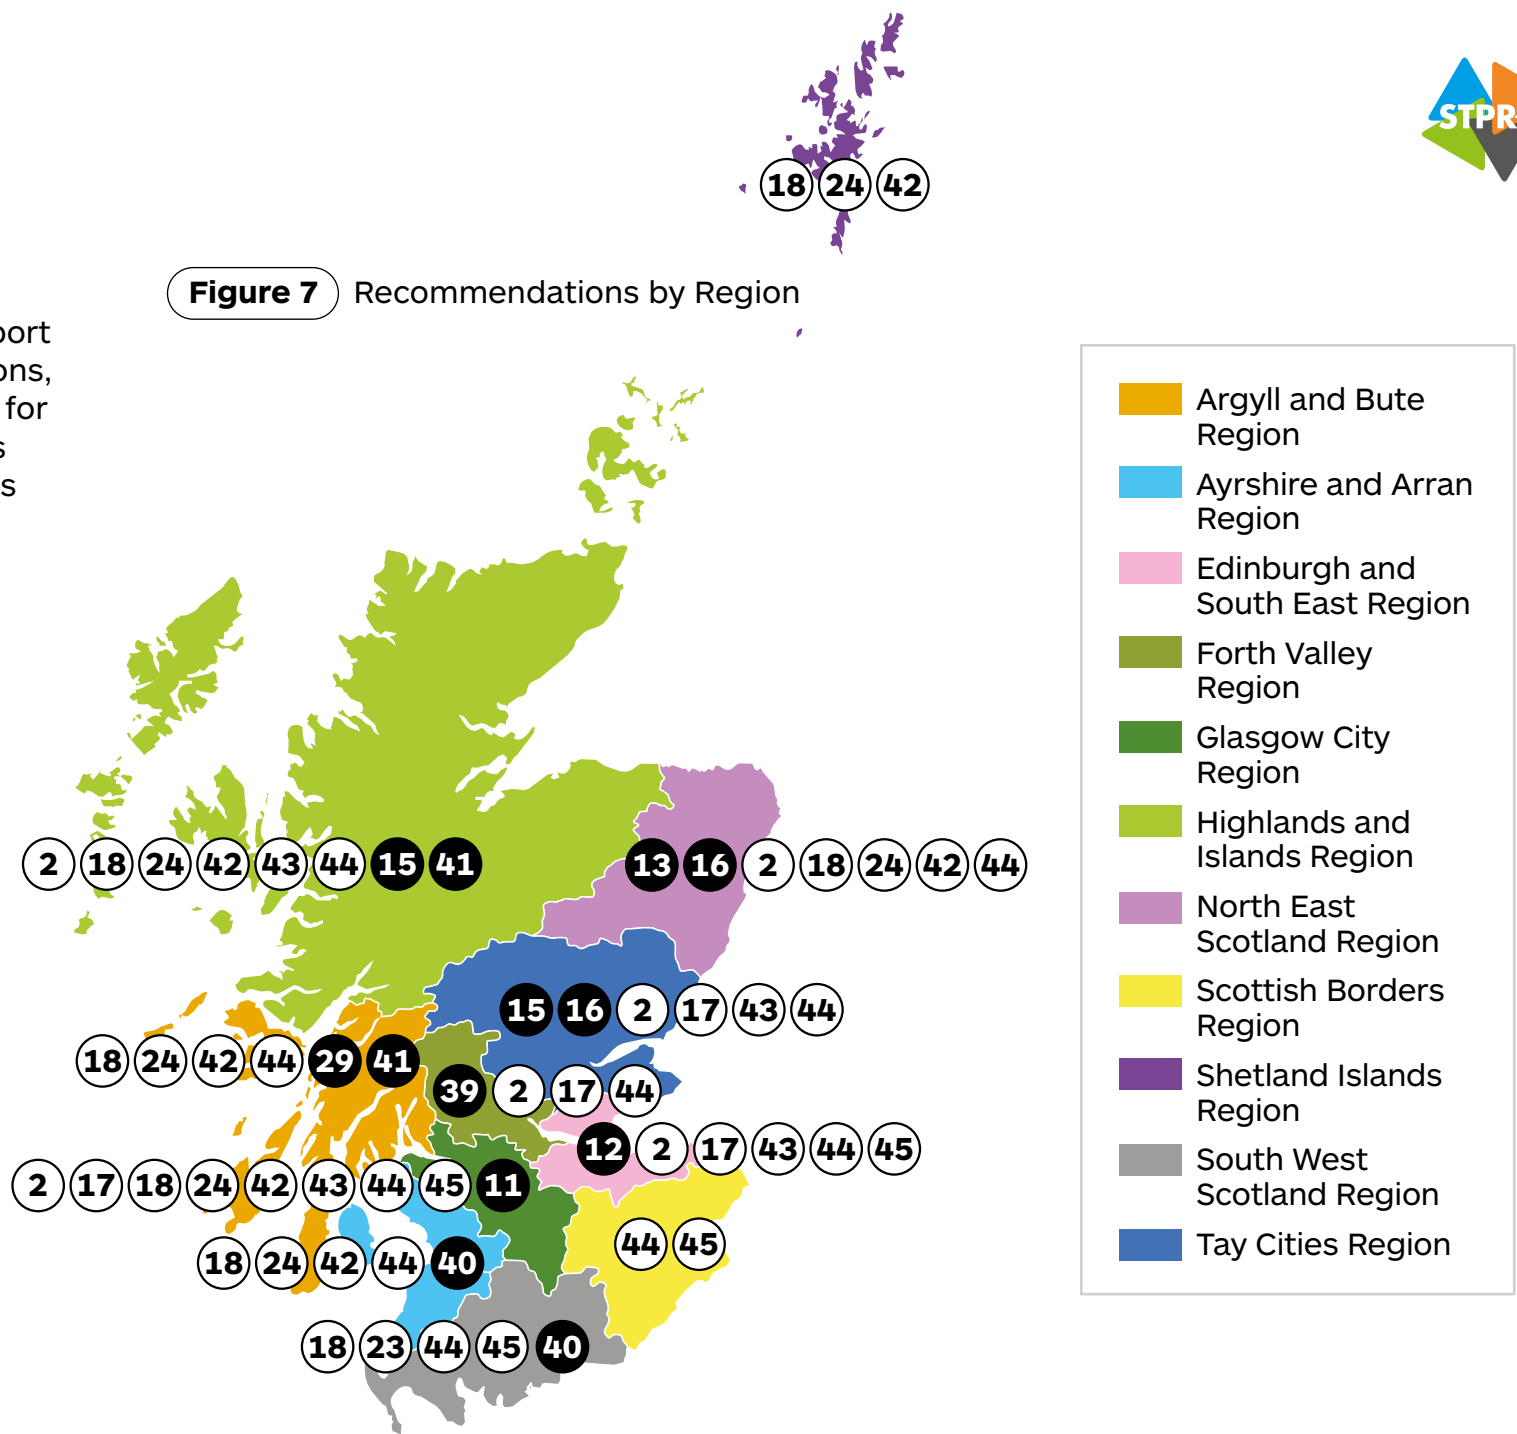 STPR
18 24 42
Figure 7 Recommendations by Region
port
ons,
for
s
s
Argyll and Bute
Region
Ayrshire and Arran
Region
Edinburgh and
South East Region
Forth Valley
Region
Glasgow City
Region
Highlands and
Islands Region
North East
Scotland Region
Scottish Borders
Region
Shetland Islands
Region
South West
Scotland Region
Tay Cities Region
2 18 24 42 43 44 15 41
13 16 2 18 24 42 44
15 16 2 17 43 44
18 24 42 44 29 41
39 2 17 44
12 2 17 43 44 45
2 17 18 24 42 43 44 45 11
44 45
18 24 42 44 40
18 23 44 45 40